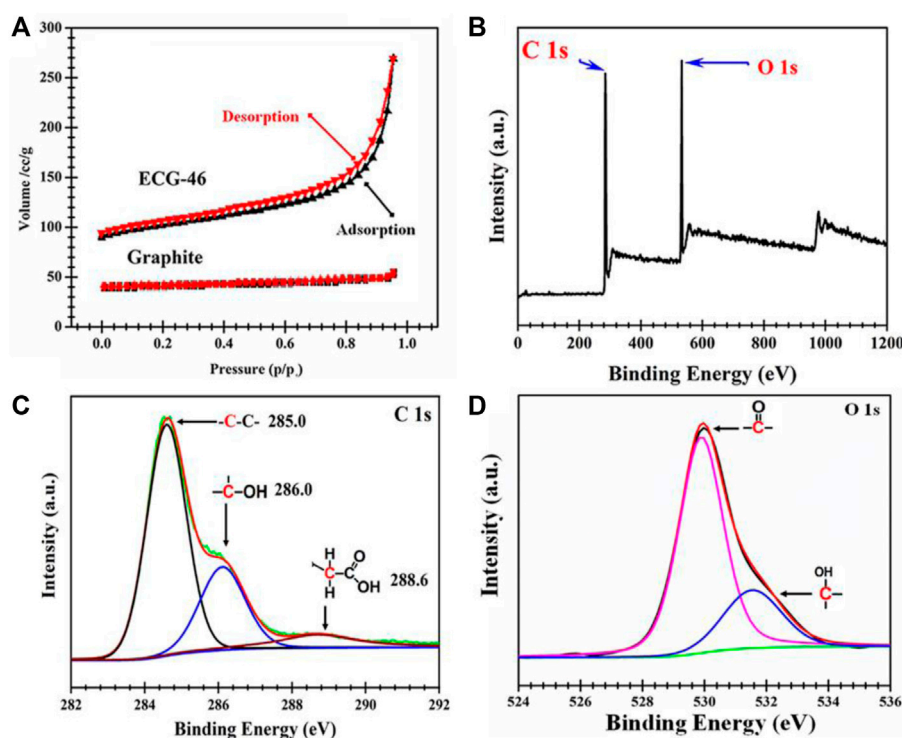 A
300
250
200
150
100
50
0
Volume /cc/g
Desorption
ECG-46
Adsorption
Graphite
0.0 0.2 0.4 0.6 0.8 1.0
Pressure (p/p.)
B
C 1s
O 1s
Intensity (a.u.)
0 200 400 600 800 1000 1200
Binding Energy (eV)
C
C 1s
-C-C- 285.0
C-OH 286.0
H
O
C-C
H
OH
288.6
Intensity (a.u.)
282 284 286 288 290 292
Binding Energy (eV)
D
O 1s
O
C
OH
C
Intensity (a.u.)
524 526 528 530 532 534 536
Binding Energy (eV)